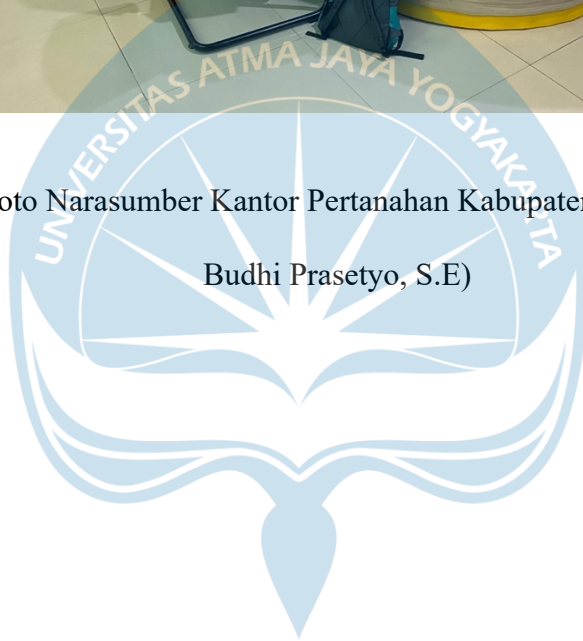 UNIVERSITAS ATMA JAYA YOGYAKARTA
oto Narasumber Kantor Pertanahan Kabupaten
Budhi Prasetyo, S.E)